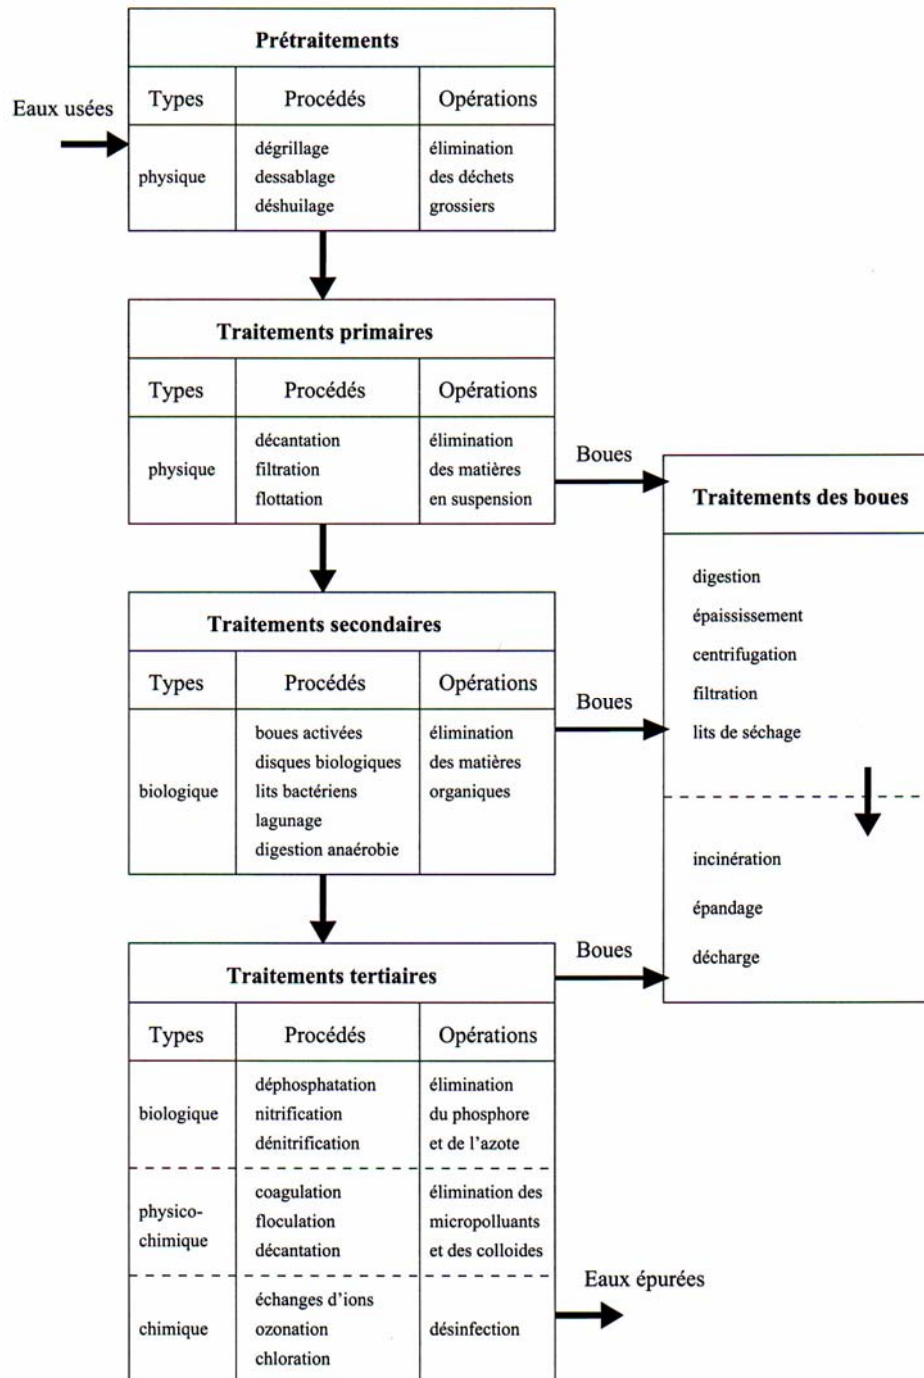 Prétraitements
Types Procédés Opérations
Eaux usées
physique
dégrillage
dessablage
déshuilage
élimination
des déchets
grossiers
Traitements primaires
Types Procédés Opérations
physique
décantation
filtration
flottation
élimination
des matières
en suspension
Boues
Traitements secondaires
Types Procédés Opérations
biologique
boues activées
disques biologiques
lits bactériens
lagunage
digestion anaérobie
élimination
des matières
organiques
Boues
Traitements tertiaires
Types Procédés Opérations
biologique
déphosphatation
nitrification
dénitrification
élimination
du phosphore
et de l'azote
physico-
chimique
coagulation
floculation
décantation
élimination des
micropolluants
et des colloides
chimique
échanges d'ions
ozonation
chloration
désinfection
Boues
Eaux épurées
Traitements des boues
digestion
épaississement
centrifugation
filtration
lits de séchage
incinération
épandage
décharge